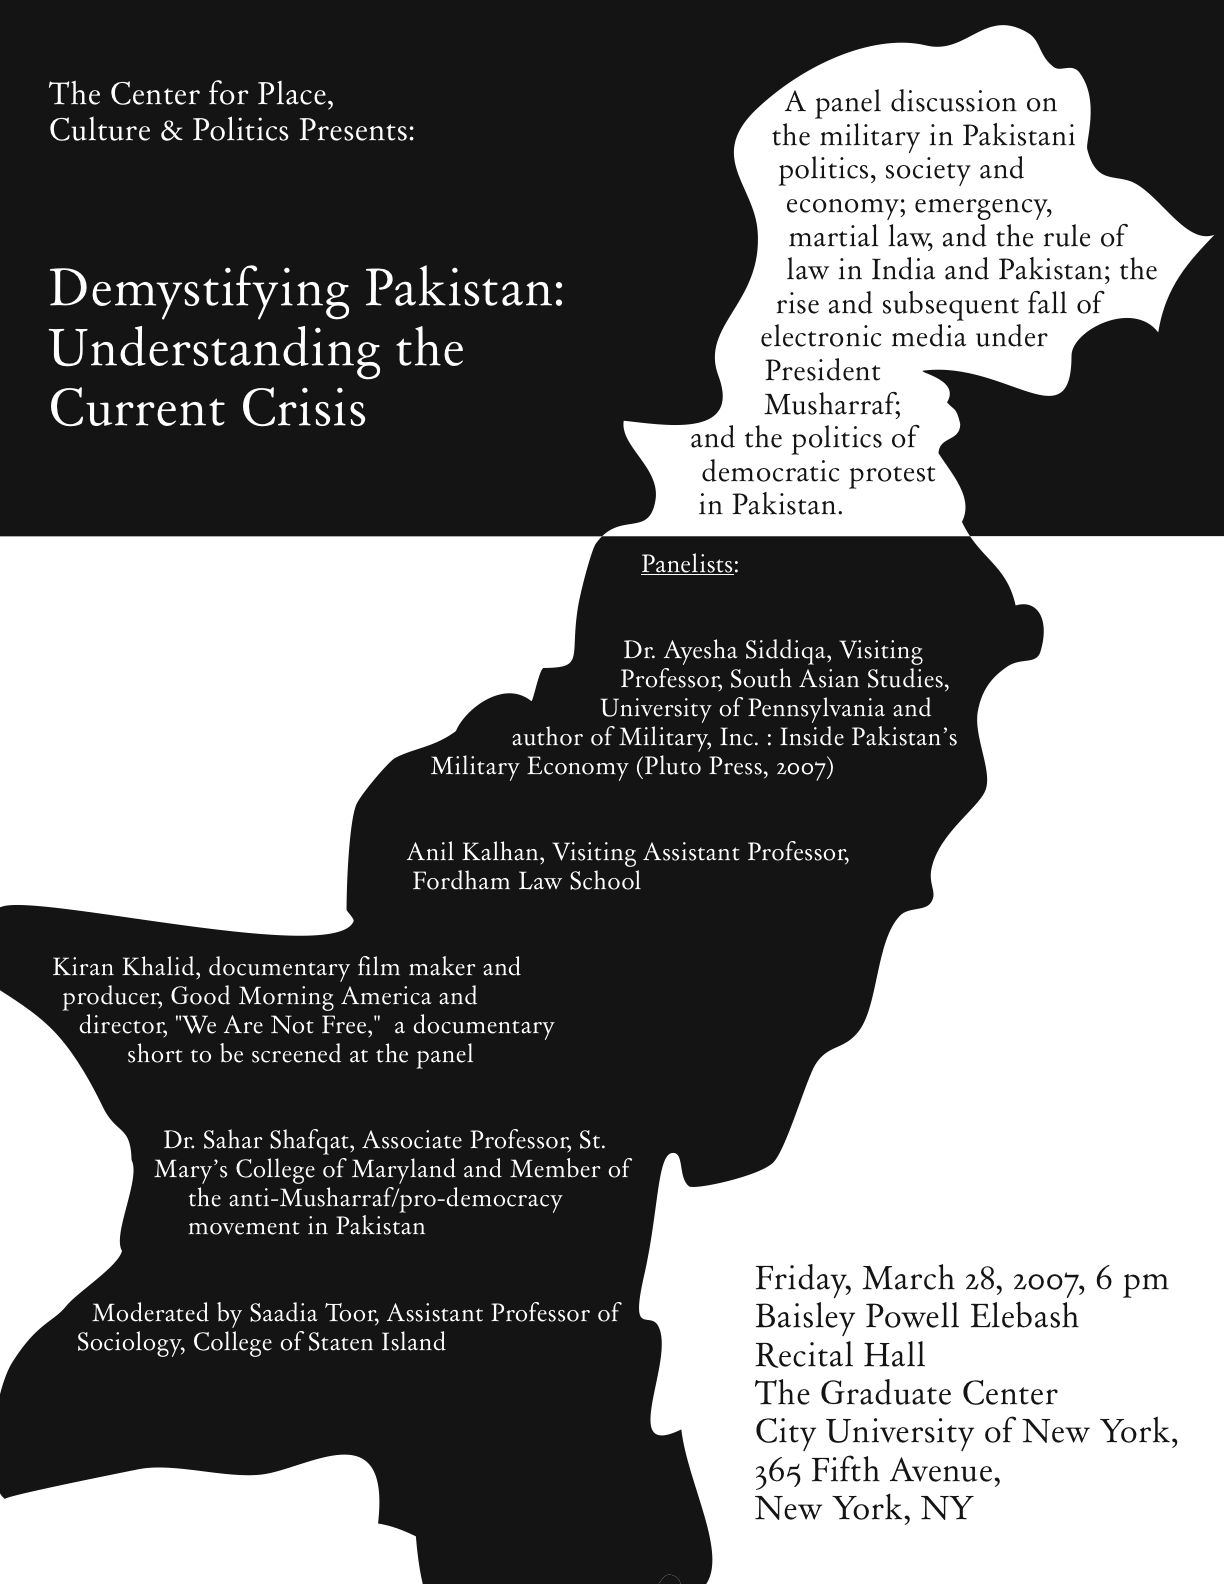 The Center for Place,
Culture & Politics Presents:
Demystifying Pakistan:
Understanding the
Current Crisis
A panel discussion on
the military in Pakistani
politics, society and
economy; emergency,
martial law, and the rule of
law in India and Pakistan; the
rise and subsequent fall of
electronic media under
President
Musharraf;
and the politics of
democratic protest
in Pakistan.
Panelists:
Dr. Ayesha Siddiqa, Visiting
Professor, South Asian Studies,
University of Pennsylvania and
author of Military, Inc. : Inside Pakistan’s
Military Economy (Pluto Press, 2007)
Anil Kalhan, Visiting Assistant Professor,
Fordham Law School
Kiran Khalid, documentary film maker and
producer, Good Morning America and
director, "We Are Not Free,"  a documentary
short to be screened at the panel
Dr. Sahar Shafqat, Associate Professor, St.
Mary’s College of Maryland and Member of
the anti-Musharraf/pro-democracy
movement in Pakistan
Moderated by Saadia Toor, Assistant Professor of
Sociology, College of Staten Island
Friday, March 28, 2007, 6 pm
Baisley Powell Elebash
Recital Hall
The Graduate Center
City University of New York,
365 Fifth Avenue,
New York, NY